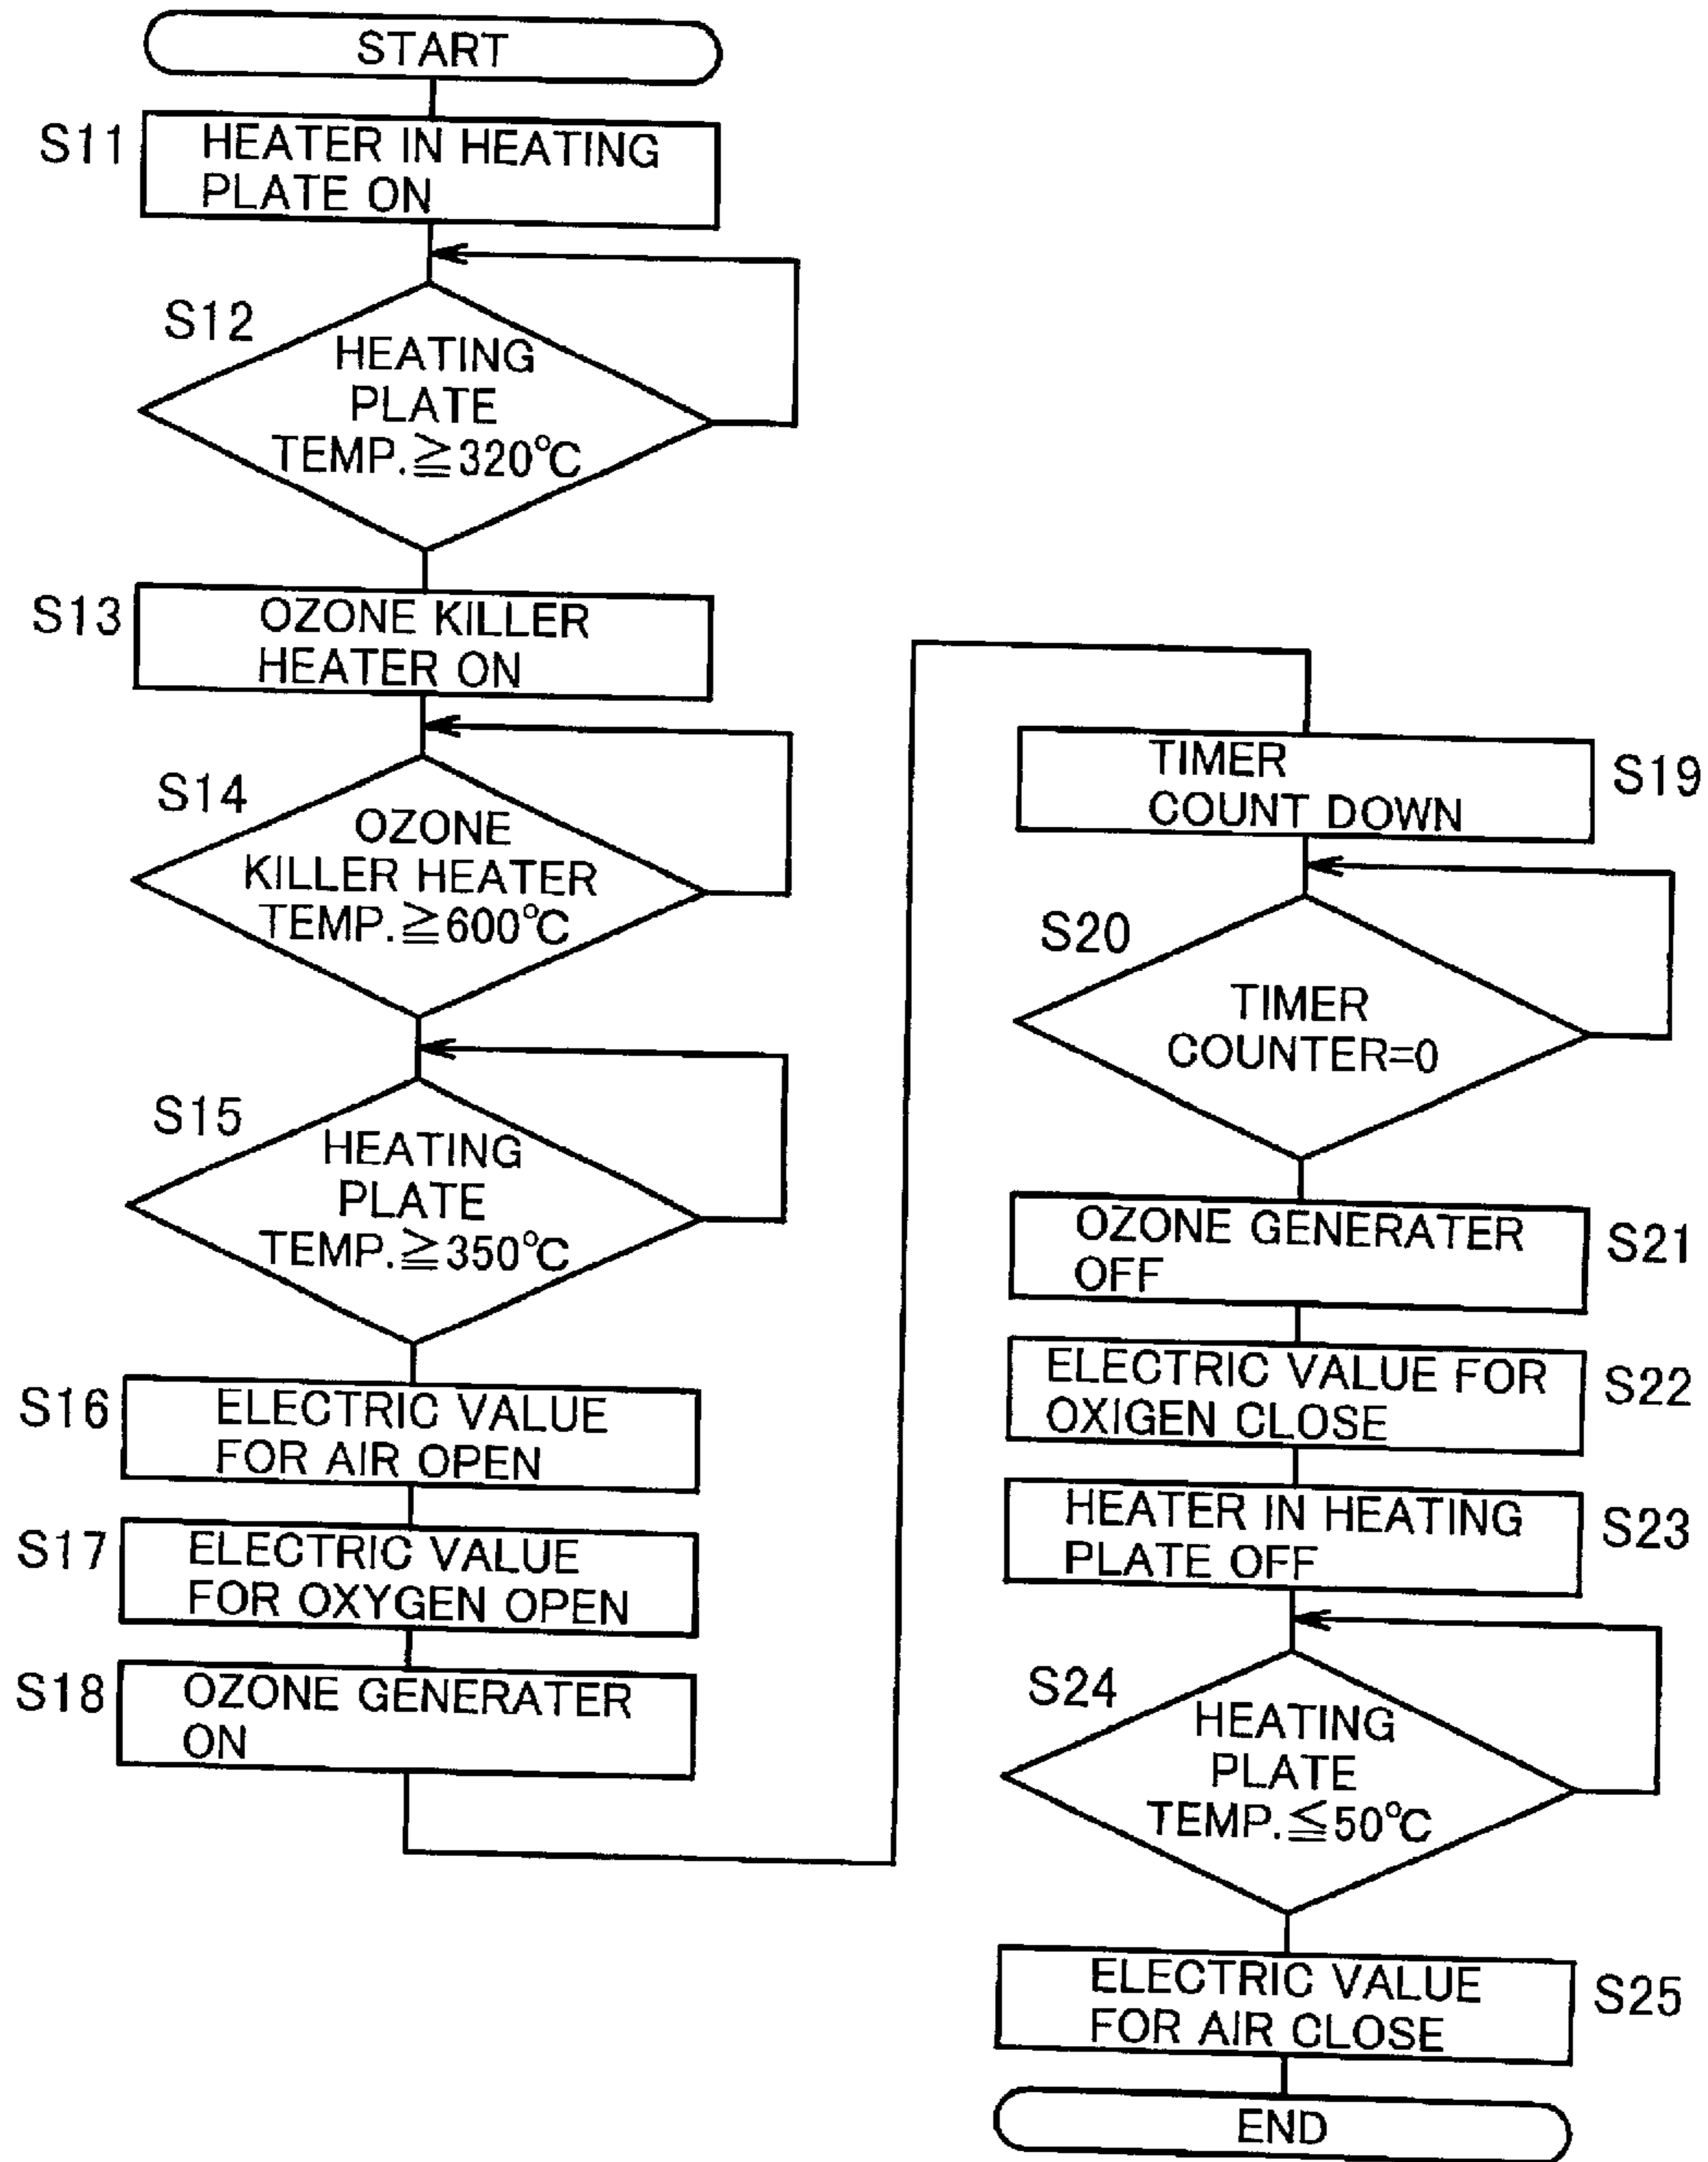 START
S11
HEATER IN HEATING
PLATE ON
S12
HEATING
PLATE
TEMP.≧320℃
S13
OZONE KILLER
HEATER ON
S14
OZONE
KILLER HEATER
TEMP.≧600℃
S15
HEATING
PLATE
TEMP.≧350℃
S16
ELECTRIC VALUE
FOR AIR OPEN
S17
ELECTRIC VALUE
FOR OXYGEN OPEN
S18
OZONE GENERATER
ON
TIMER
COUNT DOWN
S19
S20
TIMER
COUNTER=0
OZONE GENERATER
OFF
S21
ELECTRIC VALUE FOR
OXIGEN CLOSE
S22
HEATER IN HEATING
PLATE OFF
S23
S24
HEATING
PLATE
TEMP.≦50℃
ELECTRIC VALUE
FOR AIR CLOSE
S25
END